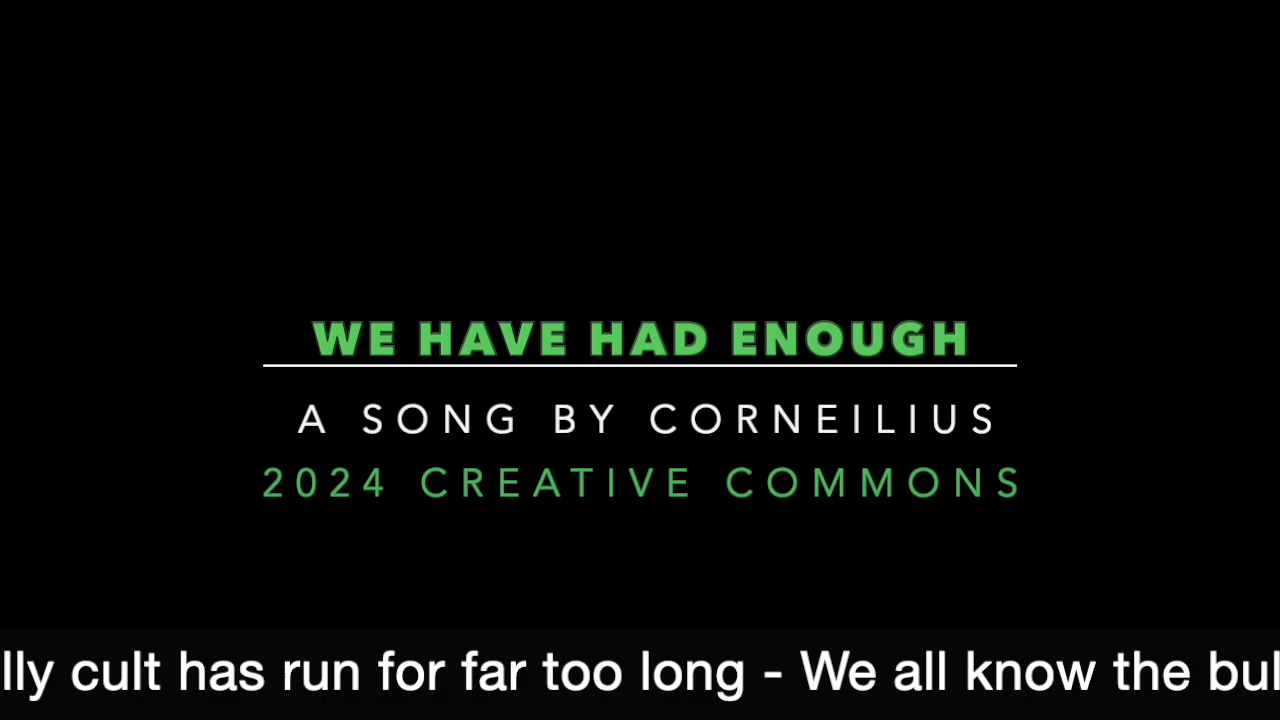 WE HAVE HAD ENOUGH
A SONG BY CORNEILIUS
2024 CREATIVE COMMONS
lly cult has run for far too long - We all know the bul